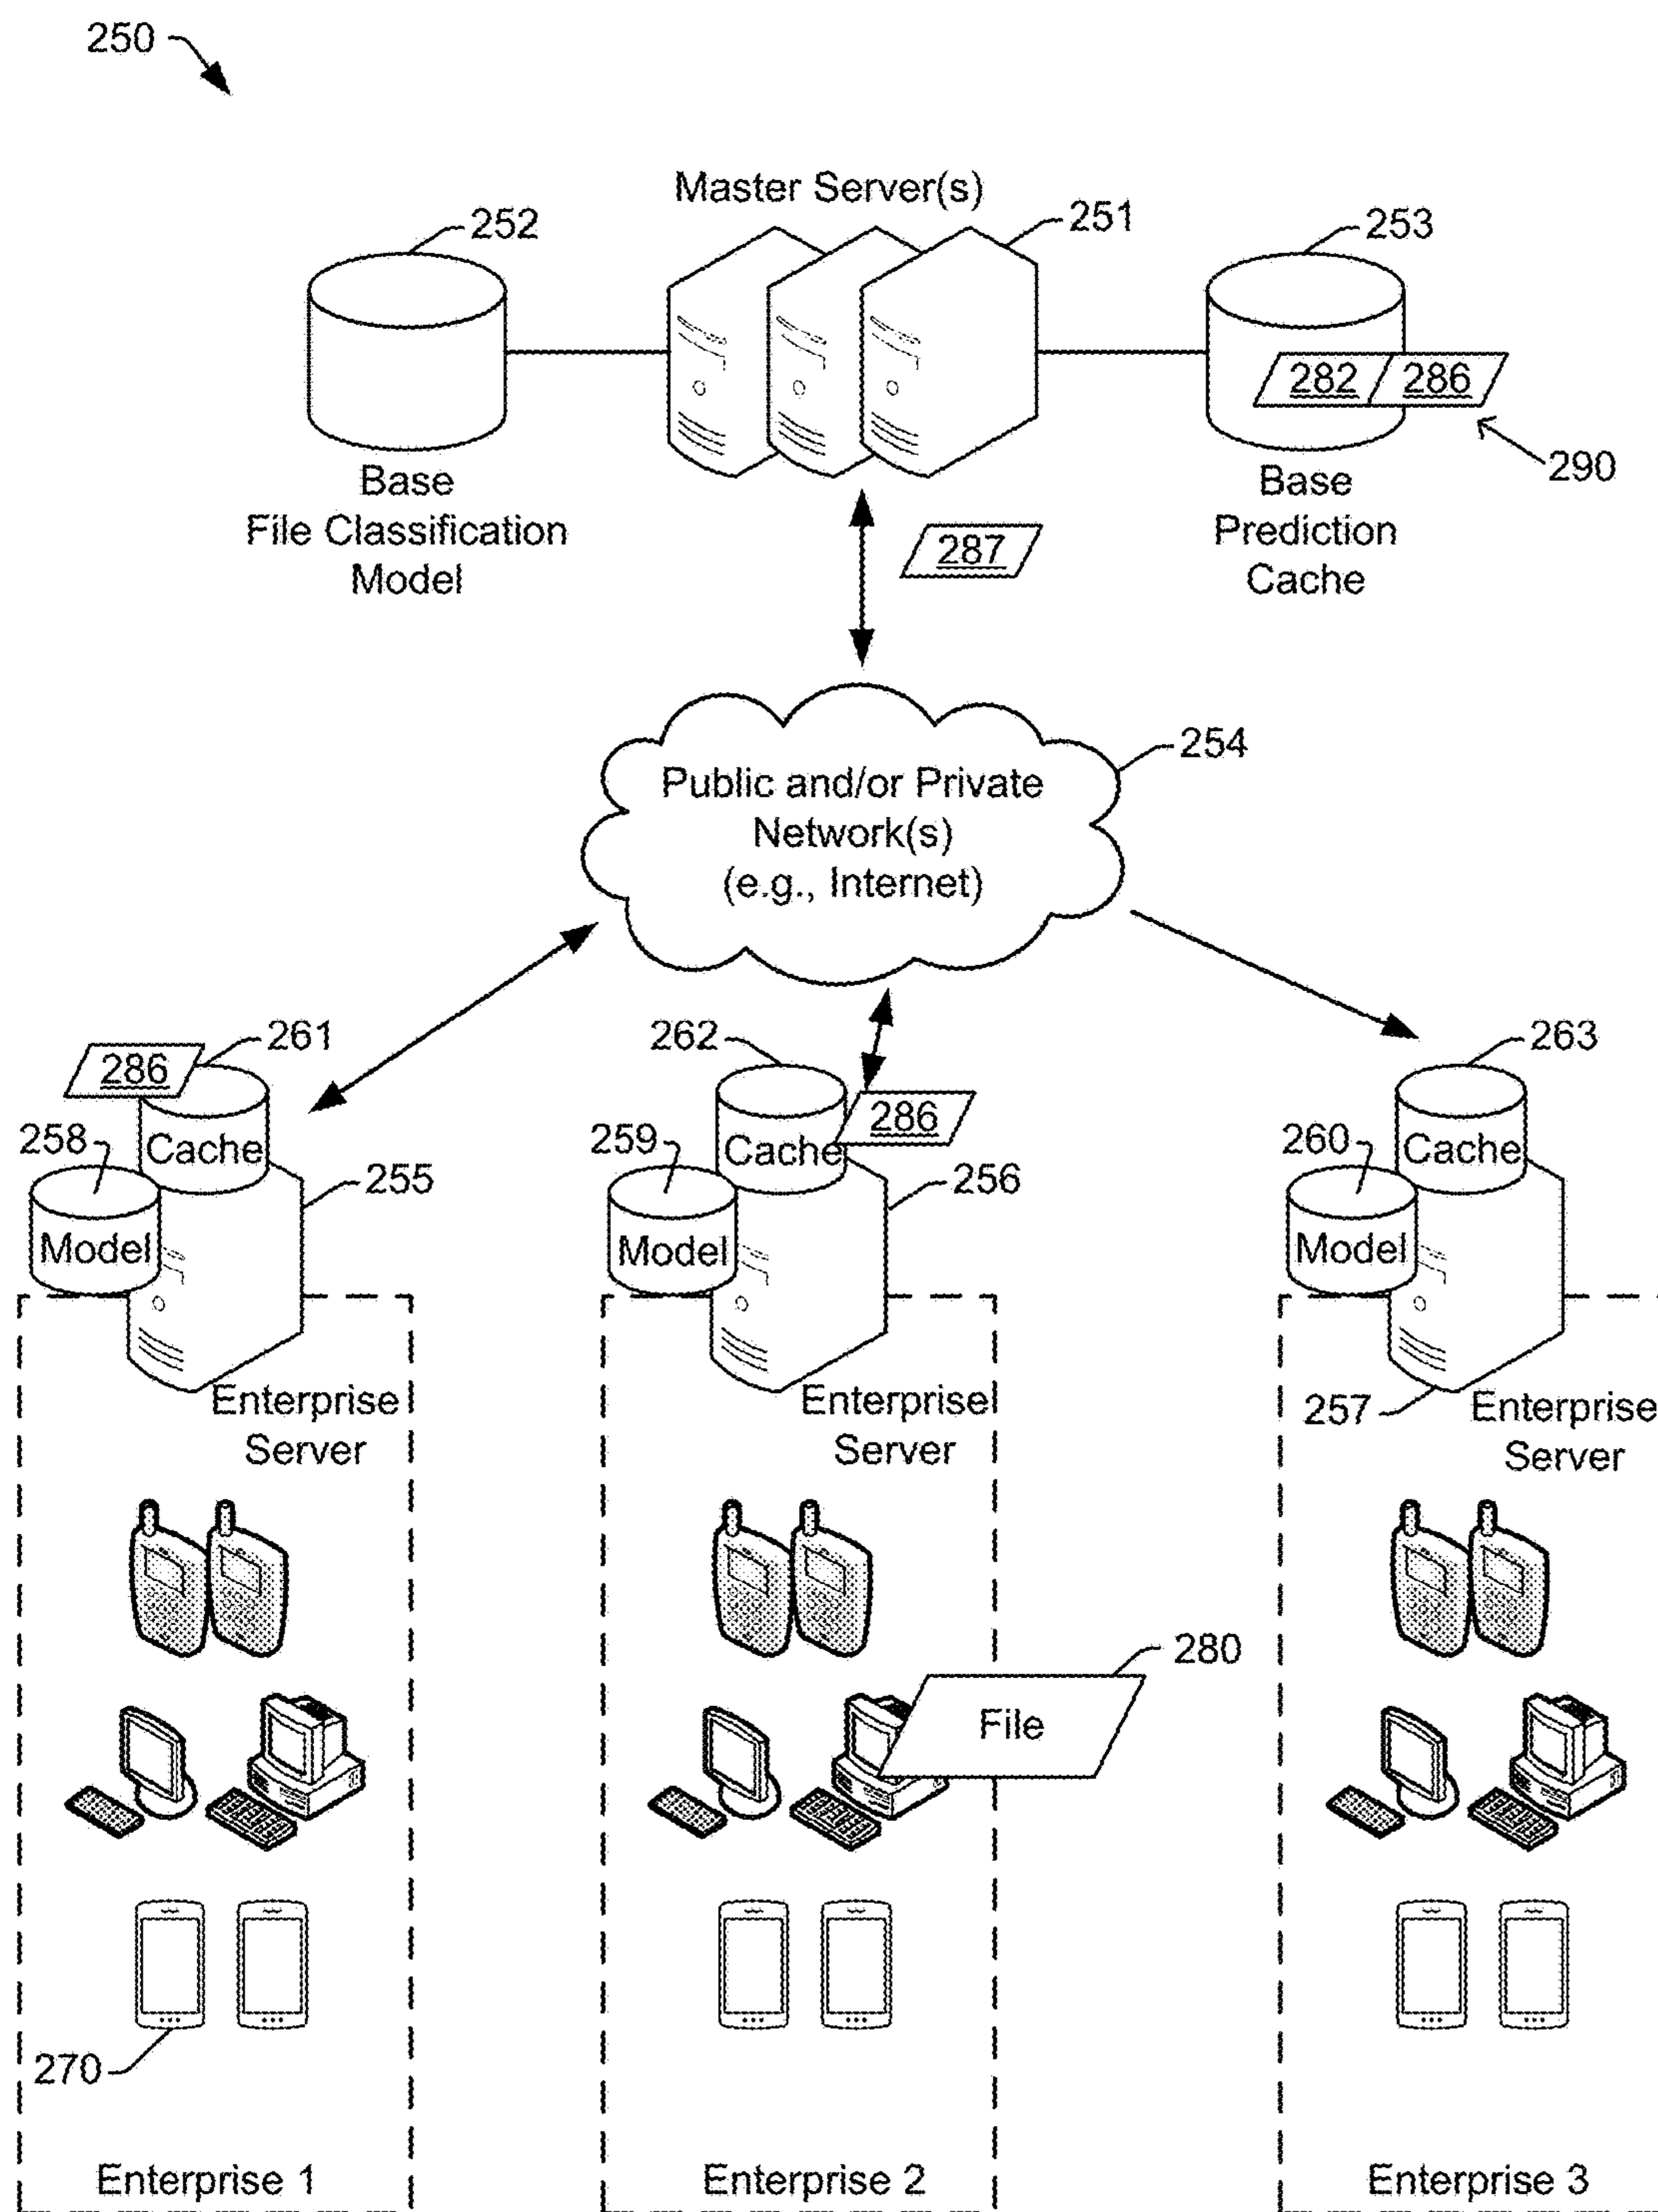 250
Master Server(s)
252
251
253
282
286
290
Base
File Classification
Model
Base
Prediction
Cache
287
254
Public and/or Private
Network(s)
(e.g., Internet)
261
262
263
286
286
258
Cache
259
Cache
260
Cache
255
256
Model
Model
Model
257
Enterprise
Server
Enterprise
Server
Enterprise
Server
280
File
270
Enterprise 1
Enterprise 2
Enterprise 3